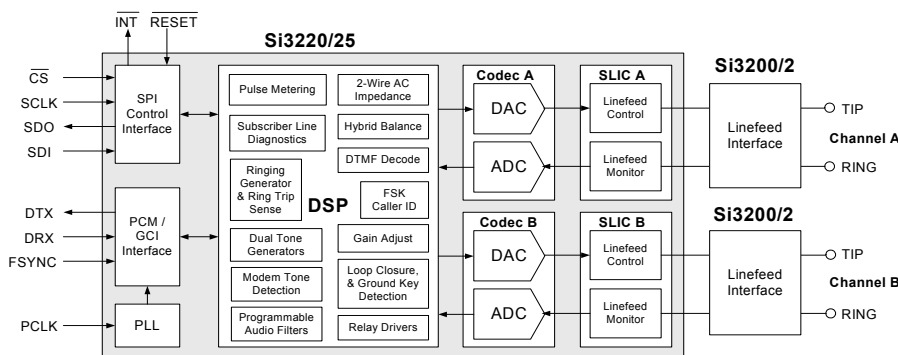 INT
RESET
Si3220/25
CS
SCLK
SDO
SDI
SPI
Control
Interface
DTX
DRX
FSYNC
PCM /
GCI
Interface
PCLK
PLL
Pulse Metering
Subscriber Line
Diagnostics
Ringing
Generator
& Ring Trip
Sense
Dual Tone
Generators
Modem Tone
Detection
Programmable
Audio Filters
DSP
2-Wire AC
Impedance
Hybrid Balance
DTMF Decode
FSK
Caller ID
Gain Adjust
Loop Closure,
& Ground Key
Detection
Relay Drivers
Codec A
DAC
ADC
SLIC A
Linefeed
Control
Linefeed
Monitor
Si3200/2
Linefeed
Interface
TIP
Channel A
RING
Codec B
DAC
ADC
SLIC B
Linefeed
Control
Linefeed
Monitor
Si3200/2
Linefeed
Interface
TIP
Channel B
RING